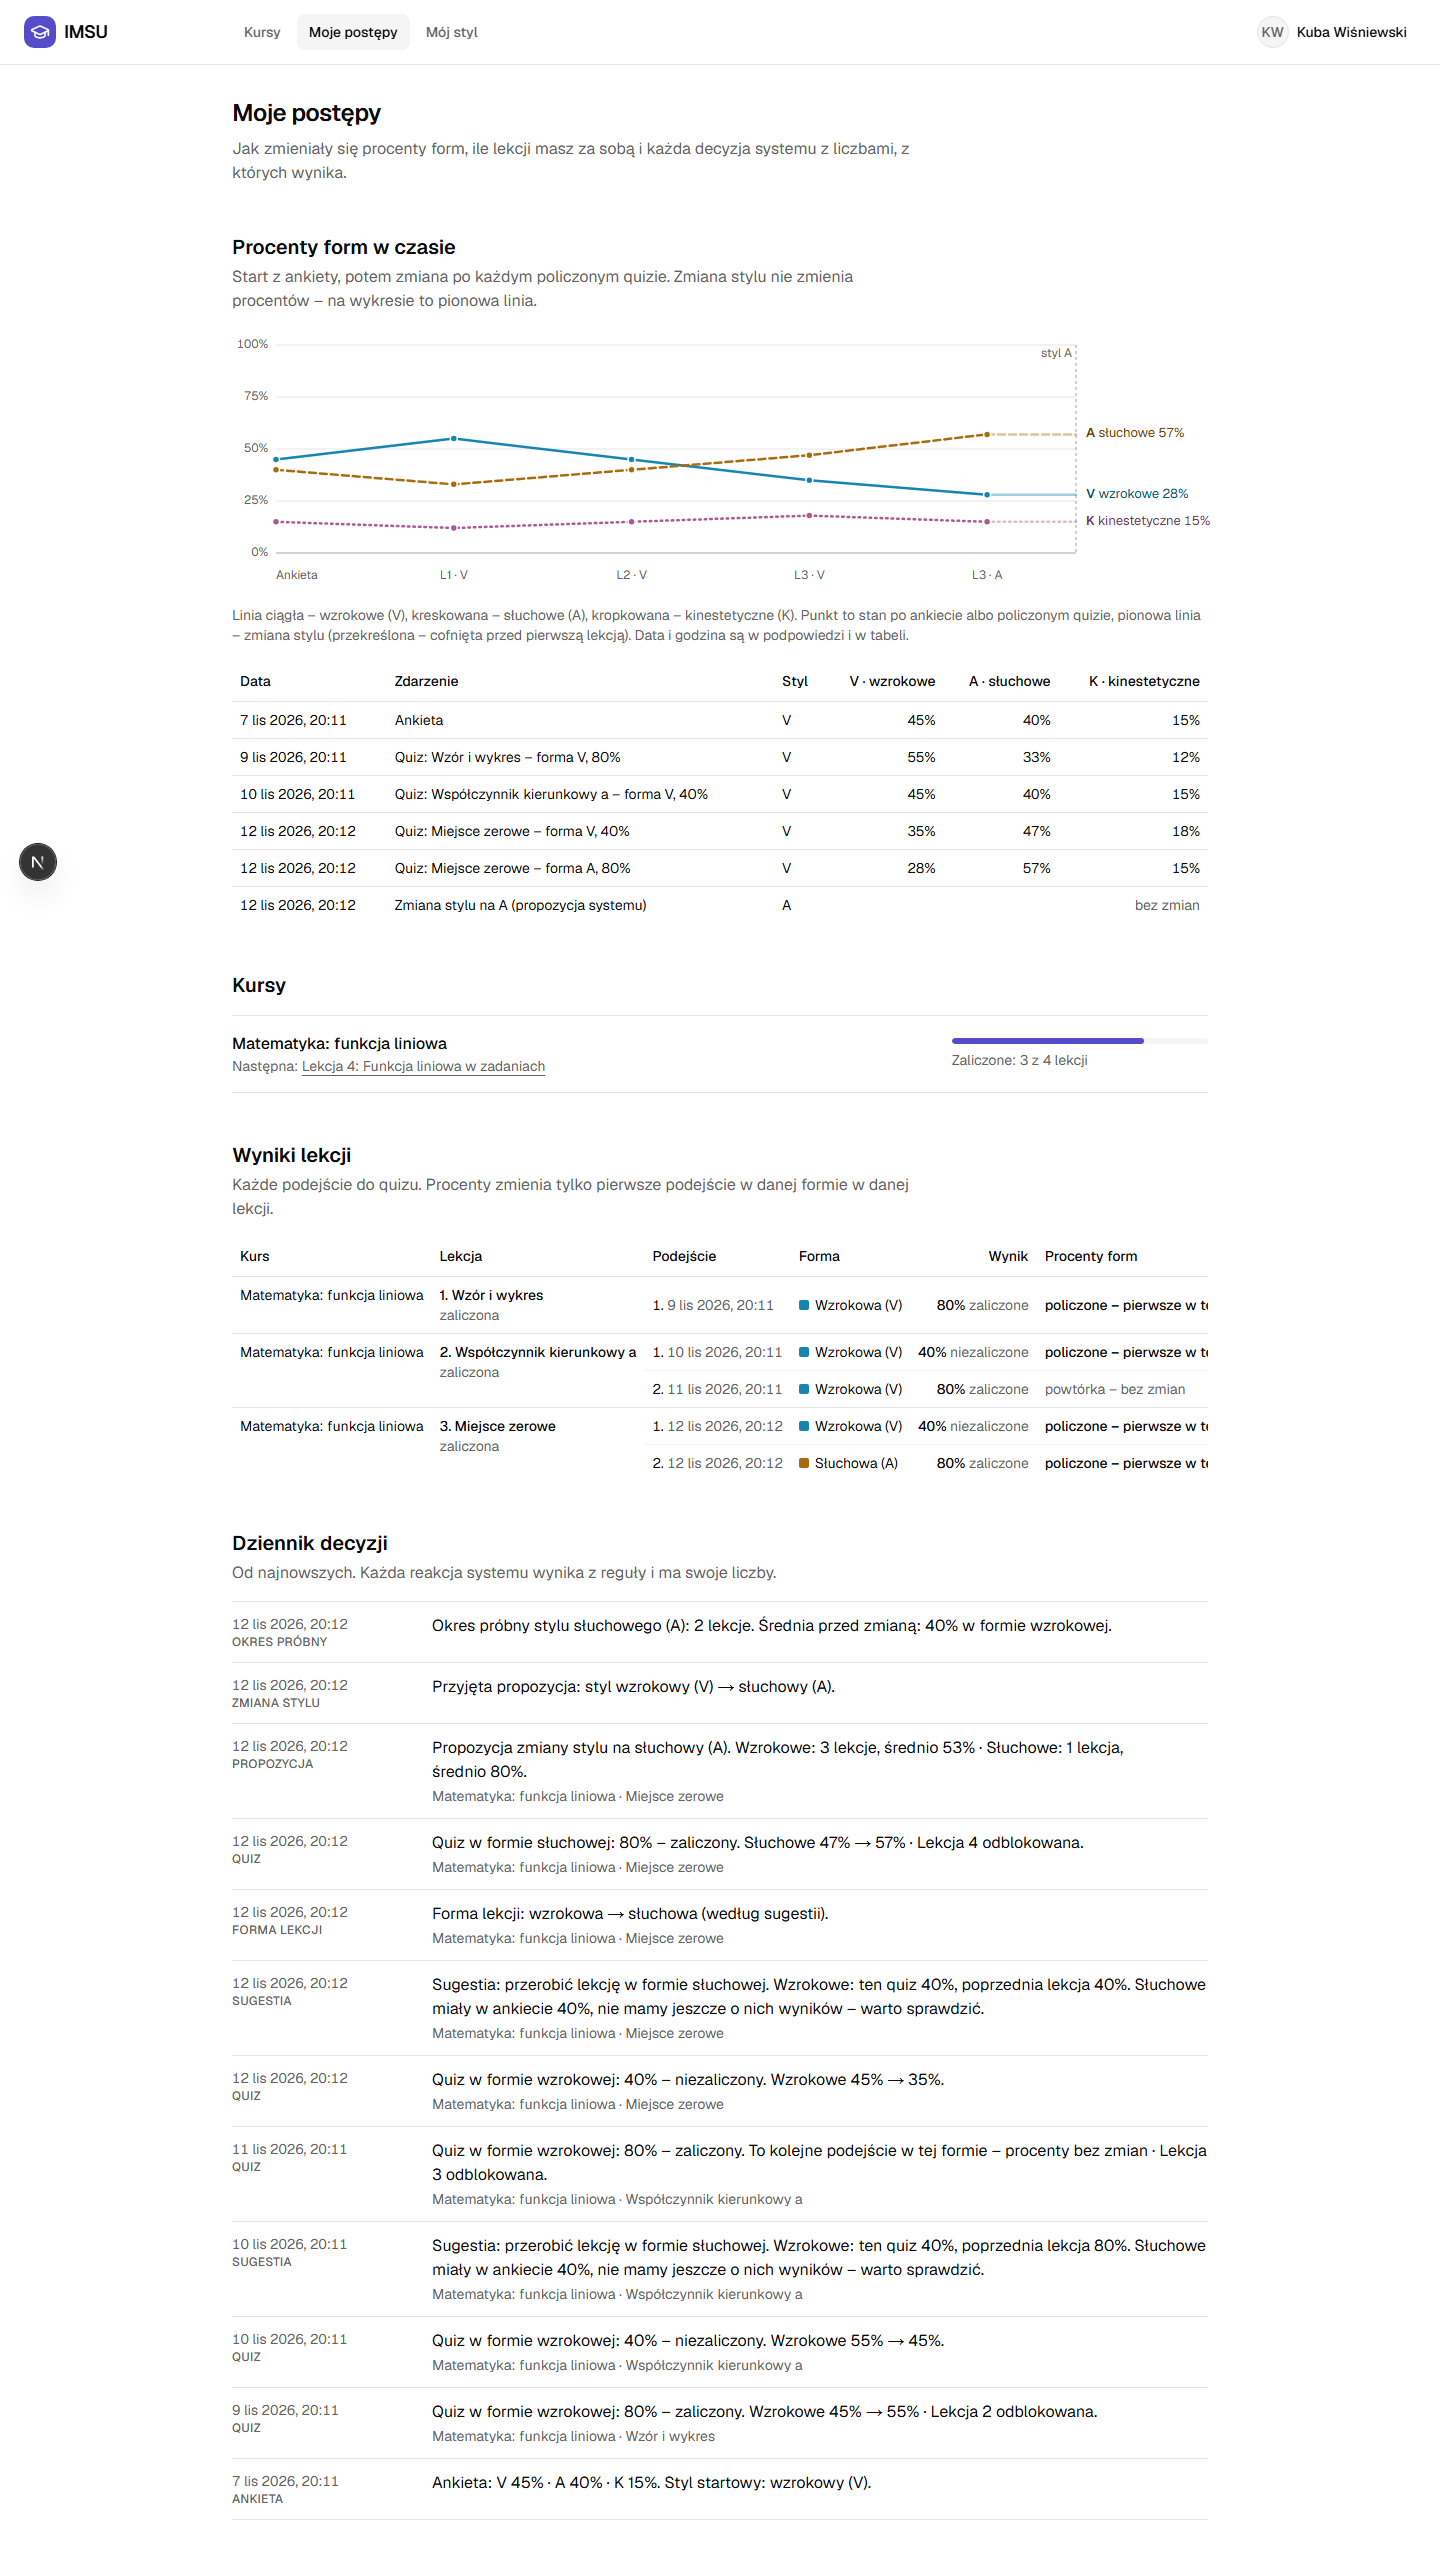 IMSU
Kursy
Moje postępy
Mój styl
KW
Kuba Wiśniewski
Moje postępy
Jak zmieniały się procenty form, ile lekcji masz za sobą i każda decyzja systemu z liczbami, z
których wynika.
Procenty form w czasie
Start z ankiety, potem zmiana po każdym policzonym quizie. Zmiana stylu nie zmienia
procentów – na wykresie to pionowa linia.
100%
75%
50%
25%
0%
styl A
A słuchowe 57%
V wzrokowe 28%
K kinestetyczne 15%
Ankieta
L1 · V
L2 · V
L3 · V
L3 · A
Linia ciągła – wzrokowe (V), kreskowana – słuchowe (A), kropkowana – kinestetyczne (K). Punkt to stan po ankiecie albo policzonym quizie, pionowa linia
– zmiana stylu (przekreślona – cofnięta przed pierwszą lekcją). Data i godzina są w podpowiedzi i w tabeli.
Data Zdarzenie Styl V · wzrokowe A · słuchowe K · kinestetyczne
7 lis 2026, 20:11 Ankieta V 45% 40% 15%
9 lis 2026, 20:11 Quiz: Wzór i wykres – forma V, 80% V 55% 33% 12%
10 lis 2026, 20:11 Quiz: Współczynnik kierunkowy a – forma V, 40% V 45% 40% 15%
12 lis 2026, 20:12 Quiz: Miejsce zerowe – forma V, 40% V 35% 47% 18%
12 lis 2026, 20:12 Quiz: Miejsce zerowe – forma A, 80% V 28% 57% 15%
12 lis 2026, 20:12 Zmiana stylu na A (propozycja systemu) A bez zmian
N
Kursy
Matematyka: funkcja liniowa
Następna: Lekcja 4: Funkcja liniowa w zadaniach
Zaliczone: 3 z 4 lekcji
Wyniki lekcji
Każde podejście do quizu. Procenty zmienia tylko pierwsze podejście w danej formie w danej
lekcji.
Kurs Lekcja Podejście Forma Wynik Procenty form
Matematyka: funkcja liniowa 1. Wzór i wykres 1. 9 lis 2026, 20:11 Wzrokowa (V) 80% zaliczone policzone – pierwsze w
zaliczona
Matematyka: funkcja liniowa 2. Współczynnik kierunkowy a 1. 10 lis 2026, 20:11 Wzrokowa (V) 40% niezaliczone policzone – pierwsze w
zaliczona
2. 11 lis 2026, 20:11 Wzrokowa (V) 80% zaliczone powtórka – bez zmian
Matematyka: funkcja liniowa 3. Miejsce zerowe 1. 12 lis 2026, 20:12 Wzrokowa (V) 40% niezaliczone policzone – pierwsze w
zaliczona
2. 12 lis 2026, 20:12 Słuchowa (A) 80% zaliczone policzone – pierwsze w
Dziennik decyzji
Od najnowszych. Każda reakcja systemu wynika z reguły i ma swoje liczby.
12 lis 2026, 20:12
OKRES PRÓBNY
Okres próbny stylu słuchowego (A): 2 lekcje. Średnia przed zmianą: 40% w formie wzrokowej.
12 lis 2026, 20:12
ZMIANA STYLU
Przyjęta propozycja: styl wzrokowy (V) → słuchowy (A).
12 lis 2026, 20:12
PROPOZYCJA
Propozycja zmiany stylu na słuchowy (A). Wzrokowe: 3 lekcje, średnio 53% · Słuchowe: 1 lekcja,
średnio 80%.
Matematyka: funkcja liniowa · Miejsce zerowe
12 lis 2026, 20:12
QUIZ
Quiz w formie słuchowej: 80% – zaliczony. Słuchowe 47% → 57% · Lekcja 4 odblokowana.
Matematyka: funkcja liniowa · Miejsce zerowe
12 lis 2026, 20:12
FORMA LEKCJI
Forma lekcji: wzrokowa → słuchowa (według sugestii).
Matematyka: funkcja liniowa · Miejsce zerowe
12 lis 2026, 20:12
SUGESTIA
Sugestia: przerobić lekcję w formie słuchowej. Wzrokowe: ten quiz 40%, poprzednia lekcja 40%. Słuchowe
miały w ankiecie 40%, nie mamy jeszcze o nich wyników – warto sprawdzić.
Matematyka: funkcja liniowa · Miejsce zerowe
12 lis 2026, 20:12
QUIZ
Quiz w formie wzrokowej: 40% – niezaliczony. Wzrokowe 45% → 35%.
Matematyka: funkcja liniowa · Miejsce zerowe
11 lis 2026, 20:11
QUIZ
Quiz w formie wzrokowej: 80% – zaliczony. To kolejne podejście w tej formie – procenty bez zmian · Lekcja
3 odblokowana.
Matematyka: funkcja liniowa · Współczynnik kierunkowy a
10 lis 2026, 20:11
SUGESTIA
Sugestia: przerobić lekcję w formie słuchowej. Wzrokowe: ten quiz 40%, poprzednia lekcja 80%. Słuchowe
miały w ankiecie 40%, nie mamy jeszcze o nich wyników – warto sprawdzić.
Matematyka: funkcja liniowa · Współczynnik kierunkowy a
10 lis 2026, 20:11
QUIZ
Quiz w formie wzrokowej: 40% – niezaliczony. Wzrokowe 55% → 45%.
Matematyka: funkcja liniowa · Współczynnik kierunkowy a
9 lis 2026, 20:11
QUIZ
Quiz w formie wzrokowej: 80% – zaliczony. Wzrokowe 45% → 55% · Lekcja 2 odblokowana.
Matematyka: funkcja liniowa · Wzór i wykres
7 lis 2026, 20:11
ANKIETA
Ankieta: V 45% · A 40% · K 15%. Styl startowy: wzrokowy (V).